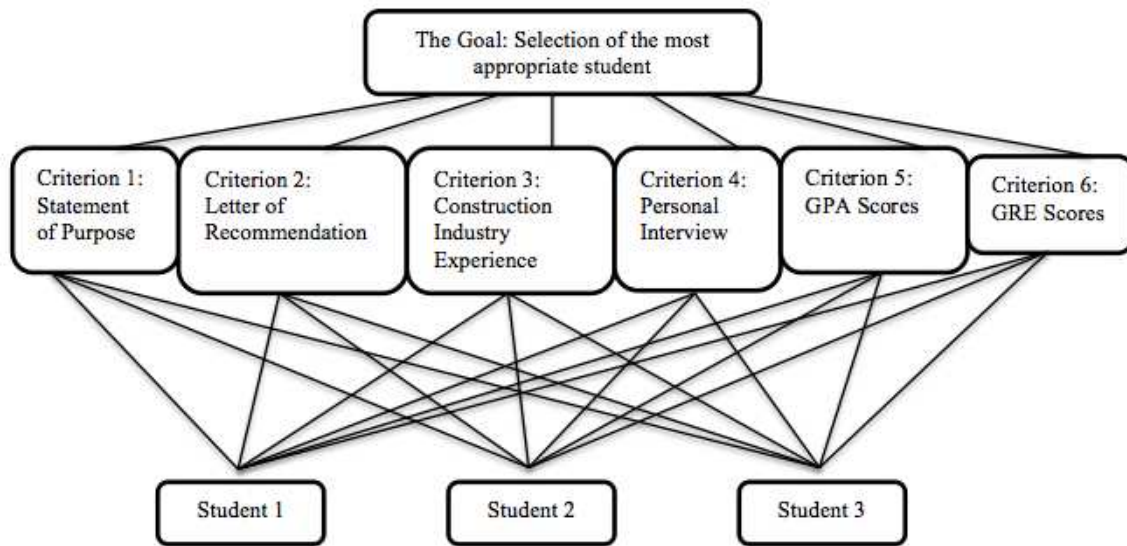 The Goal: Selection of the most
appropriate student
Criterion 1:
Statement
of Purpose
Criterion 2:
Letter of
Recommendation
Criterion 3:
Construction
Industry
Experience
Criterion 4:
Personal
Interview
Criterion 5:
GPA Scores
Criterion 6:
GRE Scores
Student 1
Student 2
Student 3